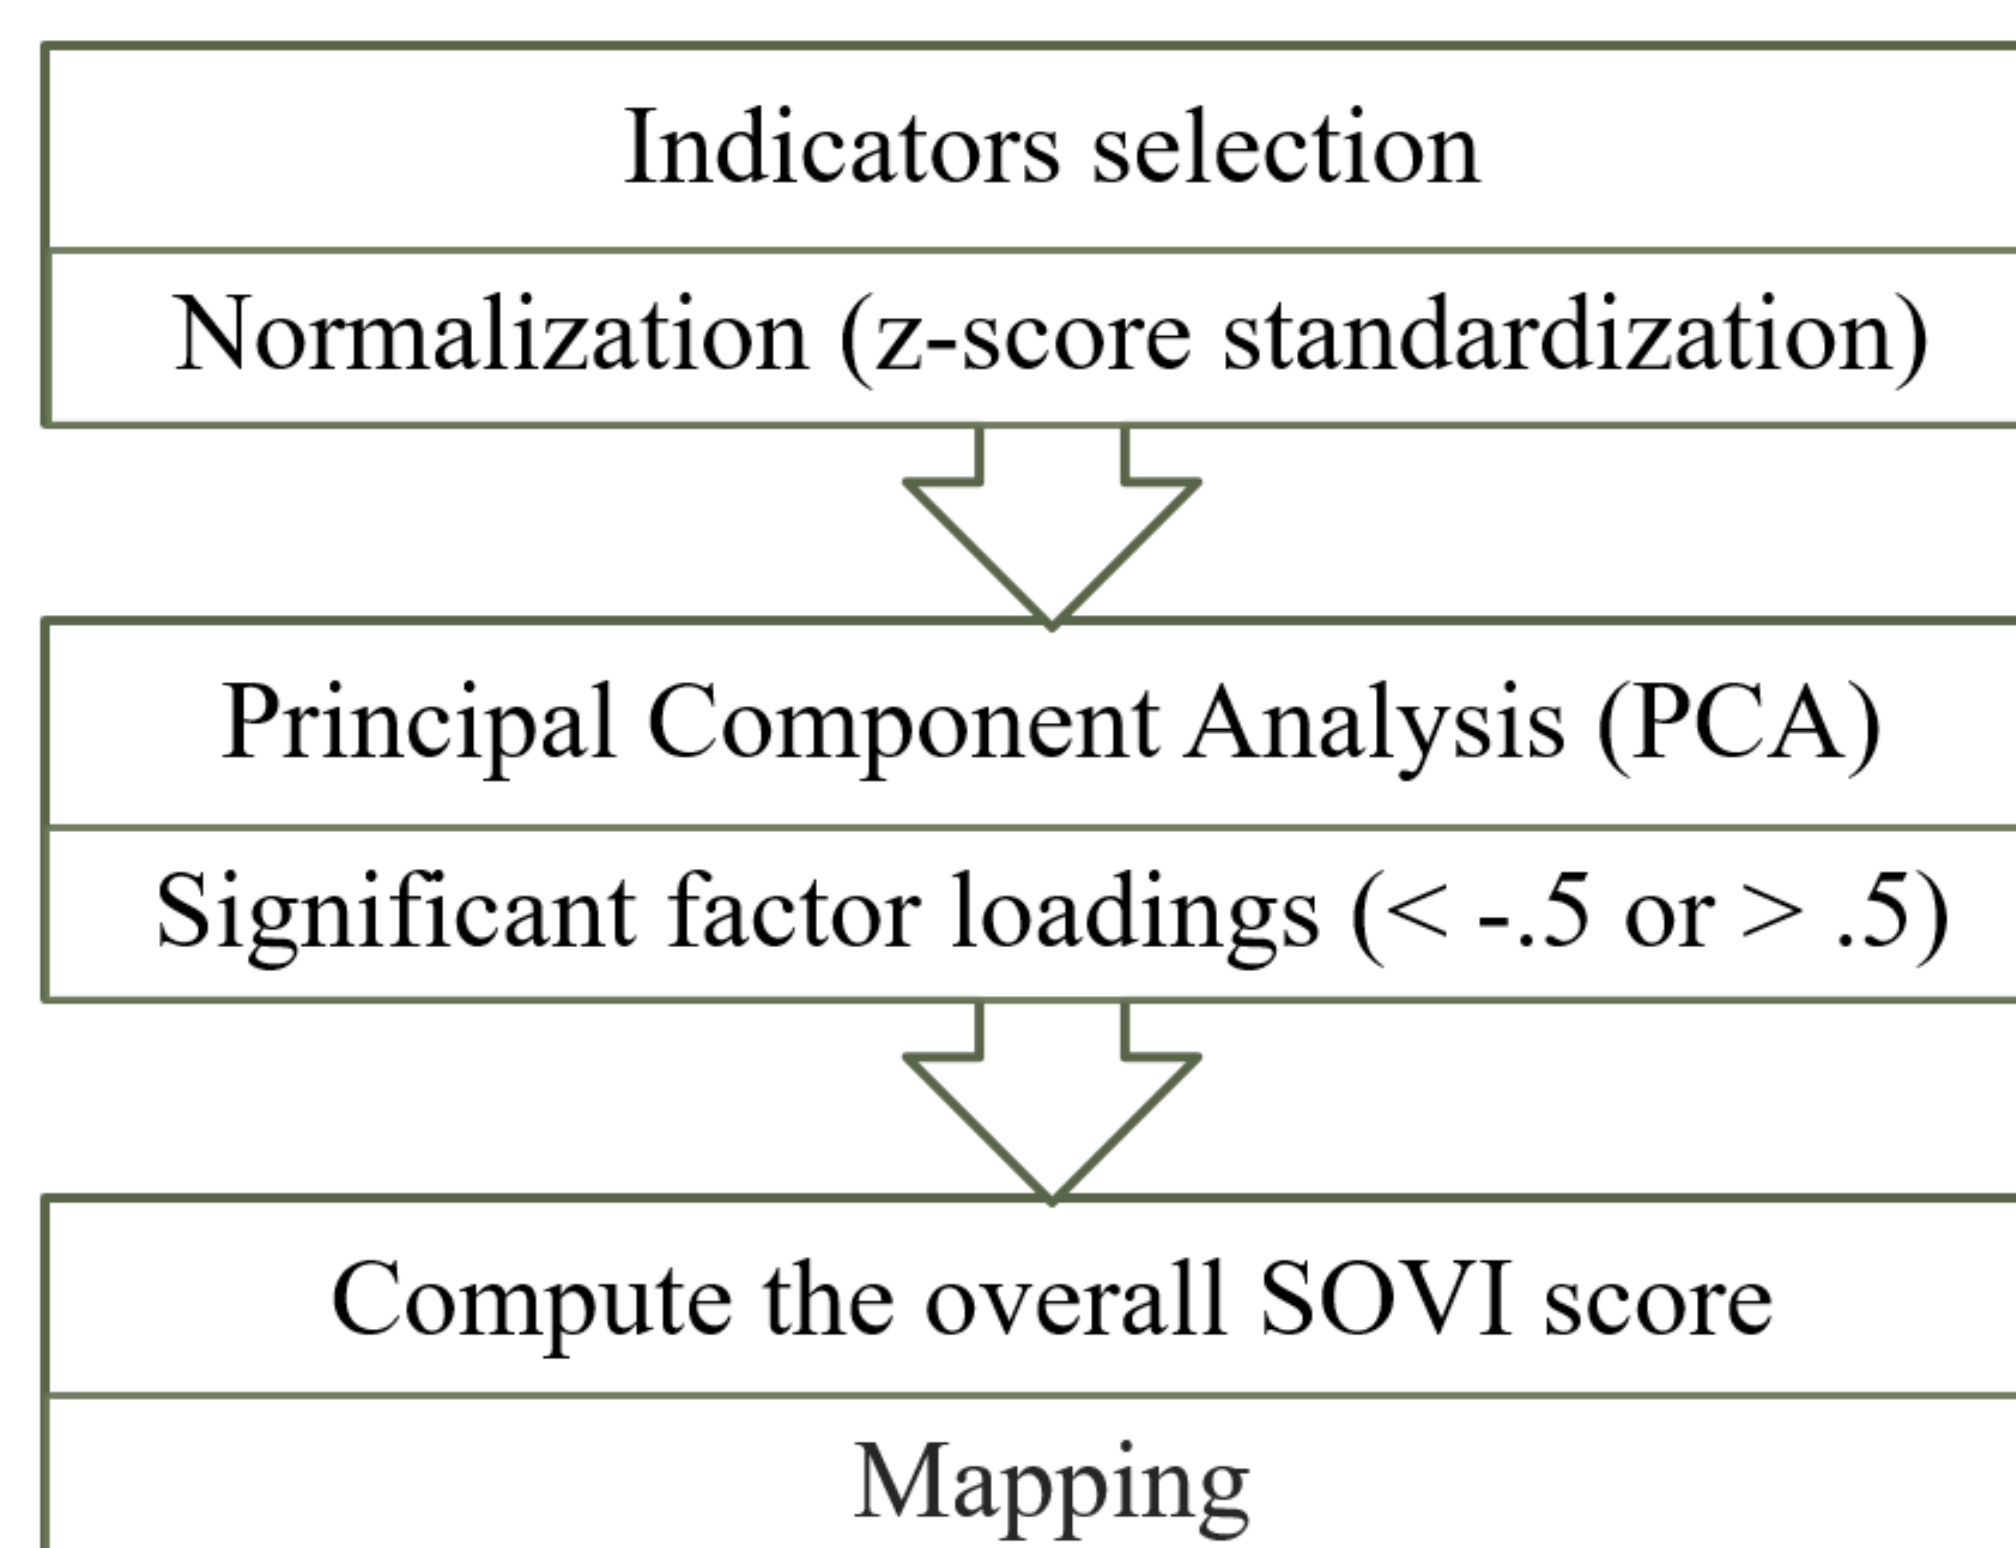 Indicators selection
Normalization (z-score standardization)
Principal Component Analysis (PCA)
Significant factor loadings (< -.5 or > .5)
Compute the overall SOVI score
Mapping